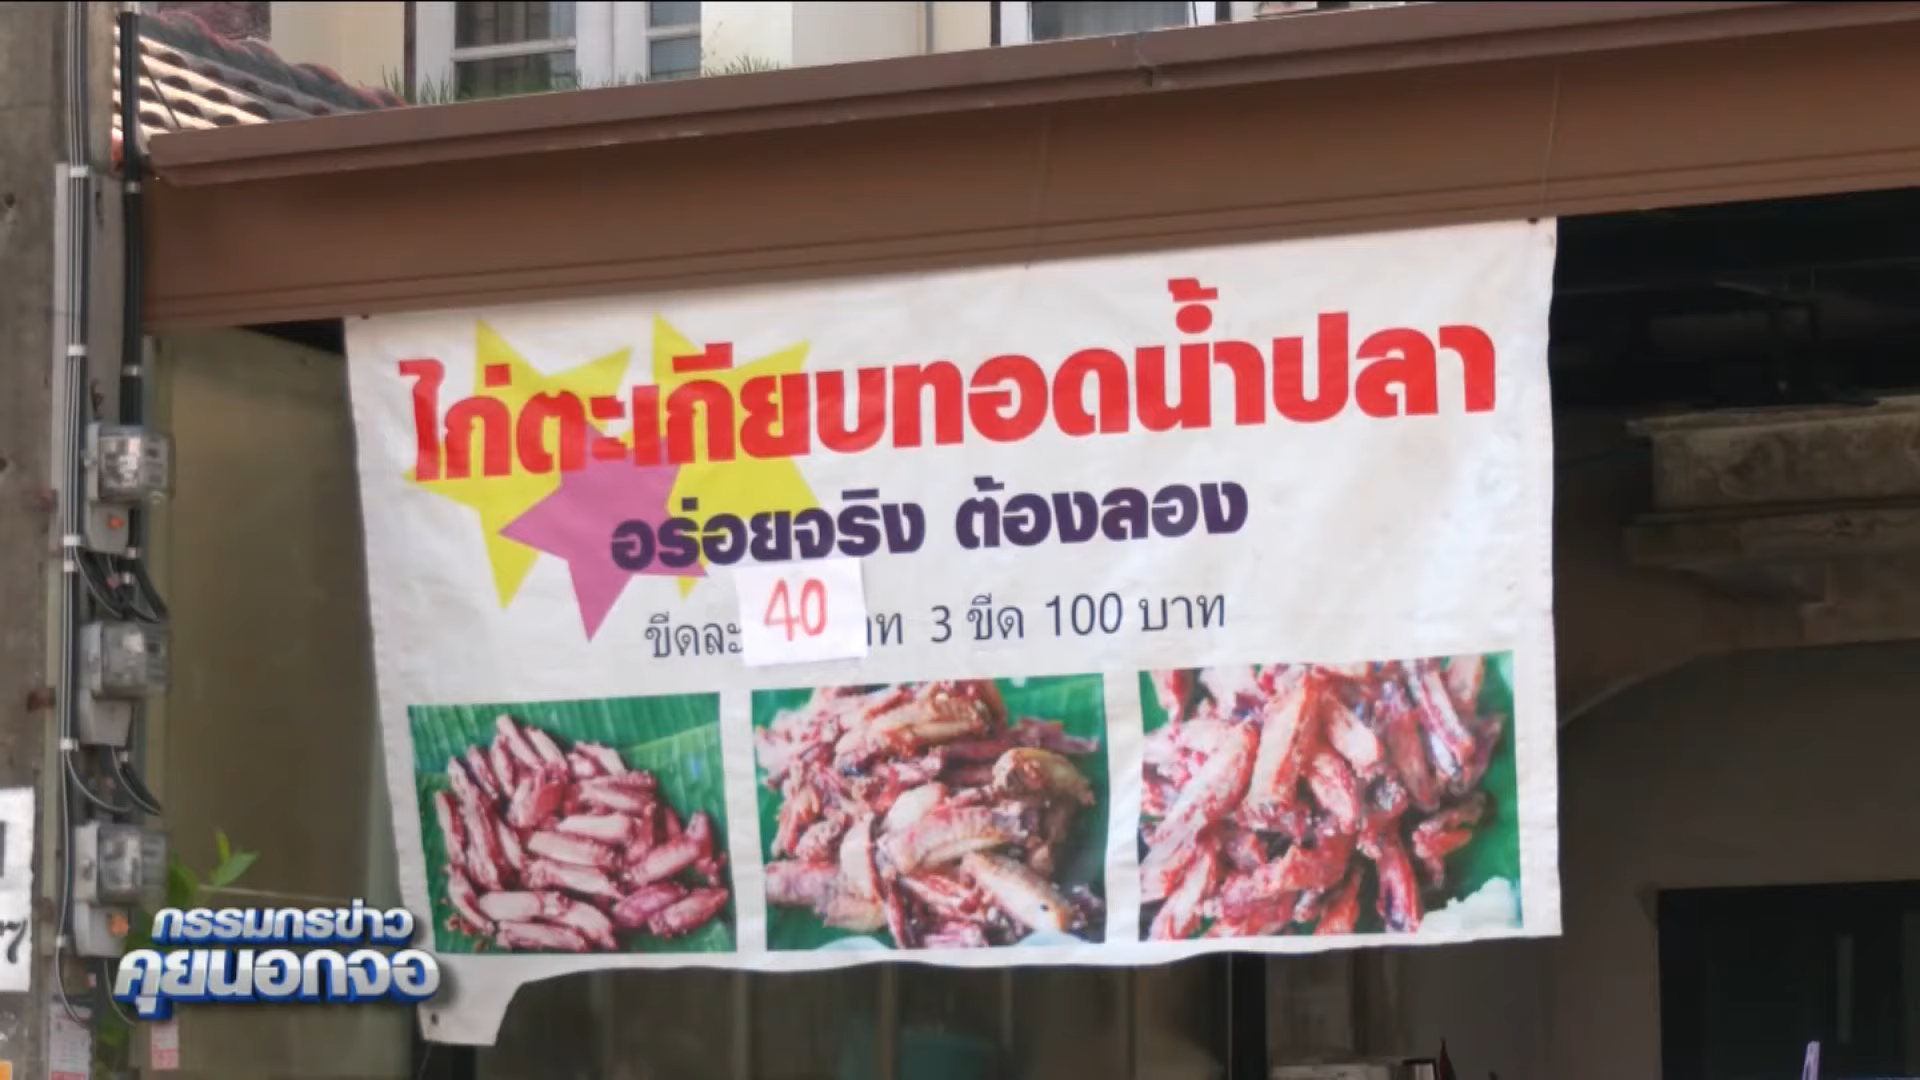 ไก่ตะเกียบทอดน้ำปลา
อร่อยจริง ต้องลอง
ขีดละ 40 าท 3 ขีด 100 บาท
กรรมกรข่าว
คุยนอกจอ
7